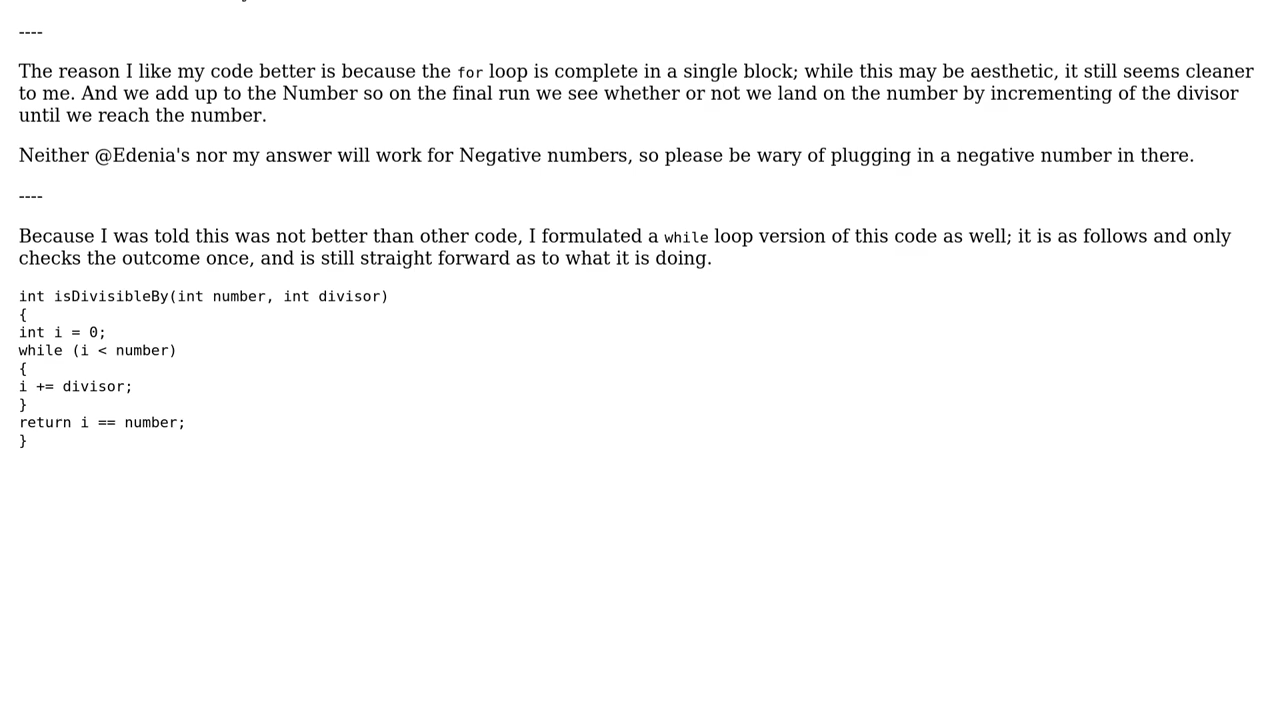 ----
The reason I like my code better is because the for loop is complete in a single block; while this may be aesthetic, it still seems cleaner
to me. And we add up to the Number so on the final run we see whether or not we land on the number by incrementing of the divisor
until we reach the number.
Neither @Edenia's nor my answer will work for Negative numbers, so please be wary of plugging in a negative number in there.
----
Because I was told this was not better than other code, I formulated a while loop version of this code as well; it is as follows and only
checks the outcome once, and is still straight forward as to what it is doing.
int isDivisibleBy(int number, int divisor)
{
int i = 0;
while (i < number)
{
i += divisor;
}
return i == number;
}